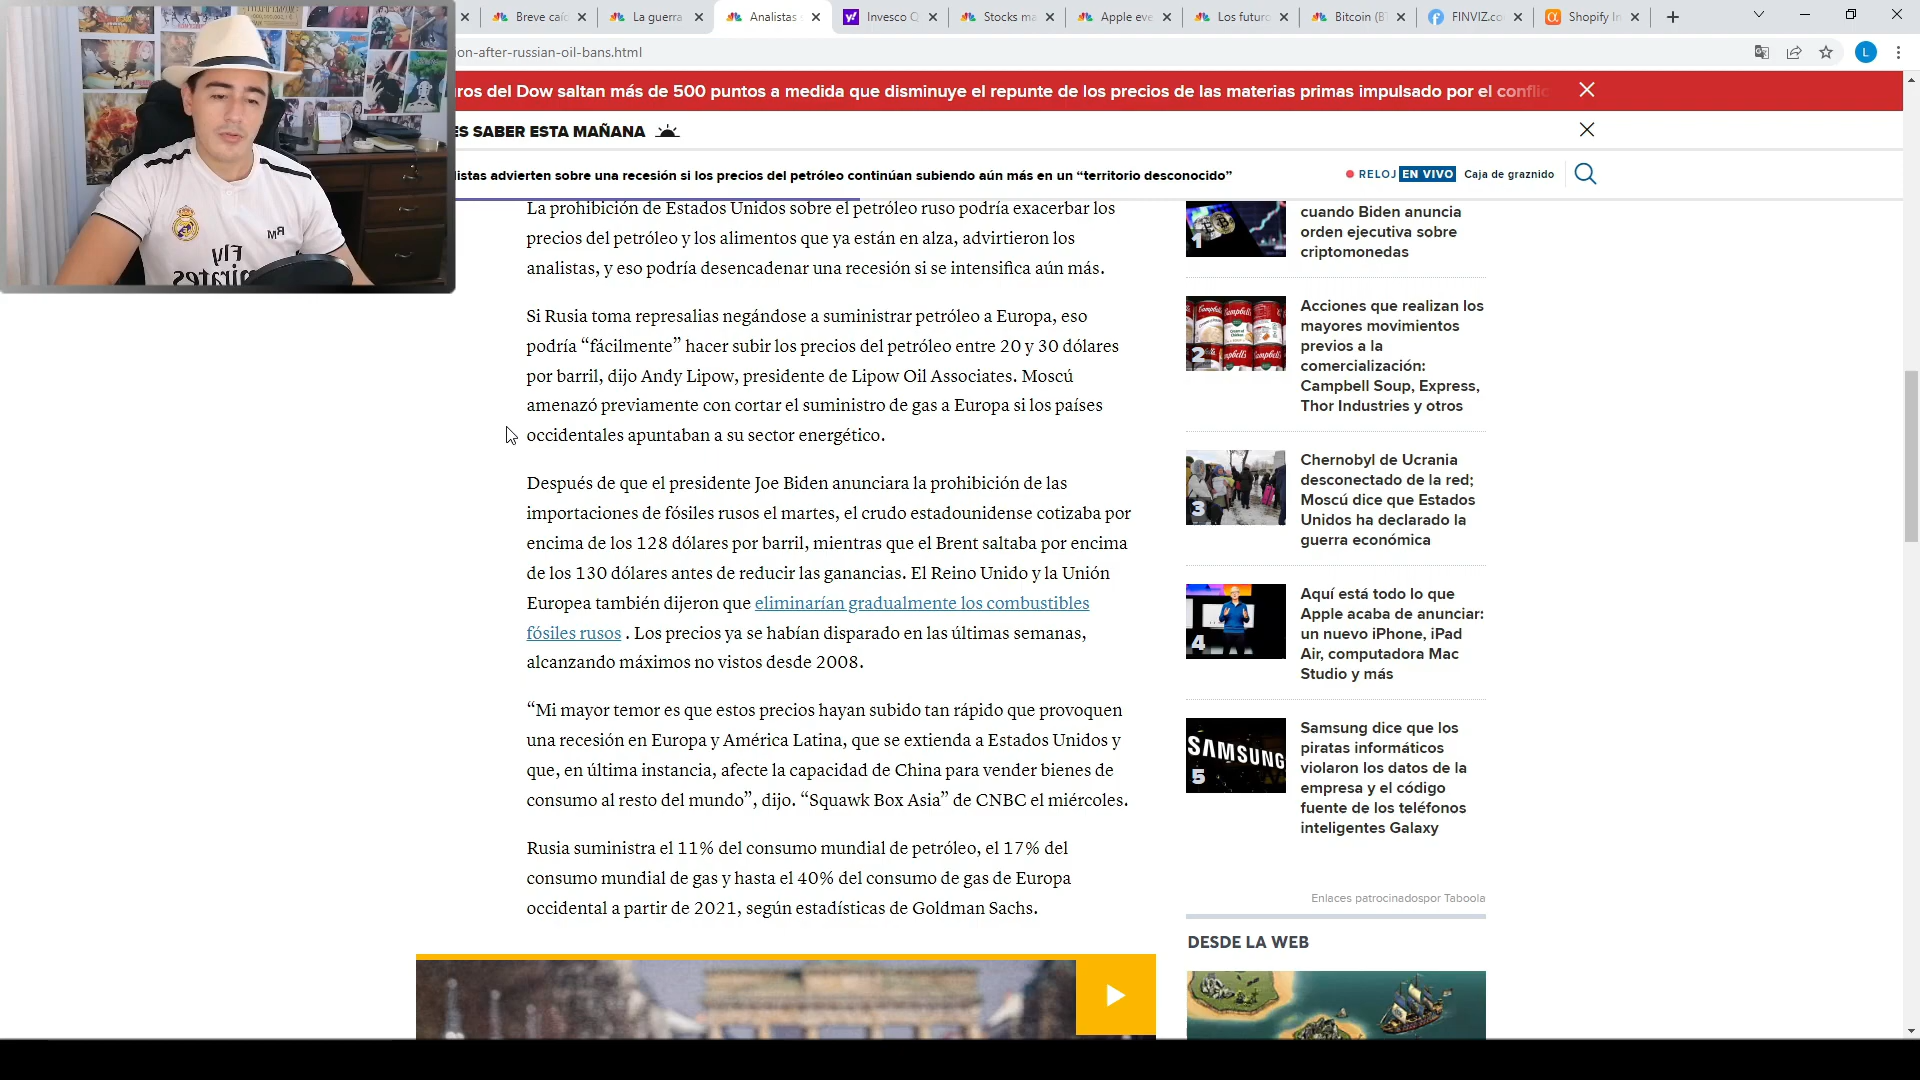 Breve caí
La guerra
Analistas
Invesco Q
Stocks ma
Apple eve
Los futuro
Bitcoin (BT
FINVIZ.co
Shopify In
on-after-russian-oil-bans.html
L
uros del Dow saltan más de 500 puntos a medida que disminuye el repunte de los precios de las materias primas impulsado por el conflic
ES SABER ESTA MAÑANA
listas advierten sobre una recesión si los precios del petróleo continúan subiendo aún más en un “territorio desconocido”
RELOJ EN VIVO Caja de graznido
La prohibición de Estados Unidos sobre el petróleo ruso podría exacerbar los
precios del petróleo y los alimentos que ya están en alza, advirtieron los
analistas, y eso podría desencadenar una recesión si se intensifica aún más.
Si Rusia toma represalias negándose a suministrar petróleo a Europa, eso
podría “fácilmente” hacer subir los precios del petróleo entre 20 y 30 dólares
por barril, dijo Andy Lipow, presidente de Lipow Oil Associates. Moscú
amenazó previamente con cortar el suministro de gas a Europa si los países
occidentales apuntaban a su sector energético.
Después de que el presidente Joe Biden anunciara la prohibición de las
importaciones de fósiles rusos el martes, el crudo estadounidense cotizaba por
encima de los 128 dólares por barril, mientras que el Brent saltaba por encima
de los 130 dólares antes de reducir las ganancias. El Reino Unido y la Unión
Europea también dijeron que eliminarían gradualmente los combustibles
fósiles rusos . Los precios ya se habían disparado en las últimas semanas,
alcanzando máximos no vistos desde 2008.
“Mi mayor temor es que estos precios hayan subido tan rápido que provoquen
una recesión en Europa y América Latina, que se extienda a Estados Unidos y
que, en última instancia, afecte la capacidad de China para vender bienes de
consumo al resto del mundo”, dijo. “Squawk Box Asia” de CNBC el miércoles.
Rusia suministra el 11% del consumo mundial de petróleo, el 17% del
consumo mundial de gas y hasta el 40% del consumo de gas de Europa
occidental a partir de 2021, según estadísticas de Goldman Sachs.
1
cuando Biden anuncia
orden ejecutiva sobre
criptomonedas
2
Acciones que realizan los
mayores movimientos
previos a la
comercialización:
Campbell Soup, Express,
Thor Industries y otros
3
Chernobyl de Ucrania
desconectado de la red;
Moscú dice que Estados
Unidos ha declarado la
guerra económica
4
Aquí está todo lo que
Apple acaba de anunciar:
un nuevo iPhone, iPad
Air, computadora Mac
Studio y más
SAMSUNG
5
Samsung dice que los
piratas informáticos
violaron los datos de la
empresa y el código
fuente de los teléfonos
inteligentes Galaxy
Enlaces patrocinadospor Taboola
DESDE LA WEB
Fly
Emirates